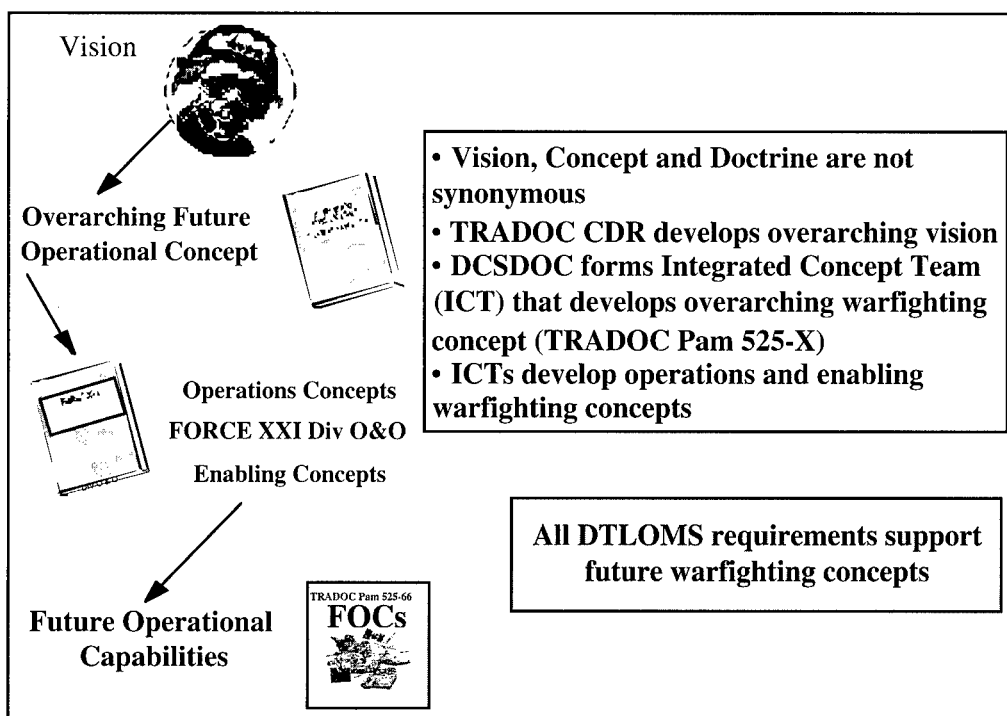 Vision
Overarching Future
Operational Concept
• Vision, Concept and Doctrine are not
synonymous
• TRADOC CDR develops overarching vision
• DCSDOC forms Integrated Concept Team
(ICT) that develops overarching warfighting
concept (TRADOC Pam 525-X)
• ICTs develop operations and enabling
warfighting concepts
Operations Concepts
FORCE XXI Div O&O
Enabling Concepts
All DTLOMS requirements support
future warfighting concepts
Future Operational
Capabilities
TRADOC Pam 525-66
FOCs